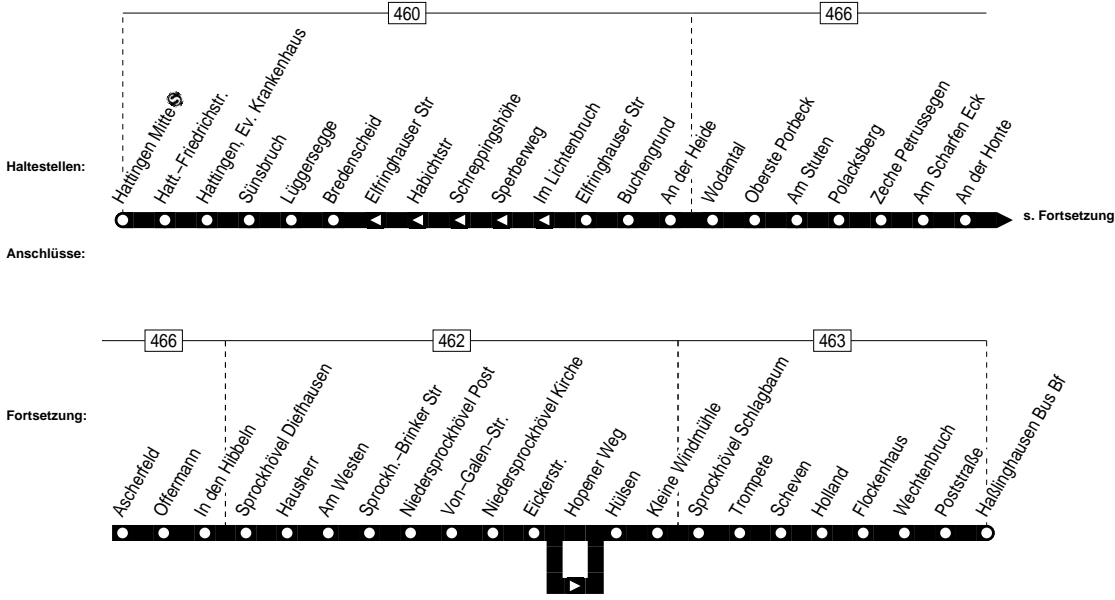 460
466
Haltestellen:
Hattingen Mitte S
Hatt.-Friedrichstr.
Hattingen, Ev. Krankenhaus
Sünsbruch
Lüggersegge
Bredenscheid
Elfringhauser Str
Habichtstr
Schreppingshöhe
Sperberweg
Im Lichtenbruch
Elfringhauser Str
Buchengrund
An der Heide
Wodantal
Oberste Porbeck
Am Stuten
Polacksberg
Zeche Petrussegen
Am Scharfen Eck
An der Honte
s. Fortsetzung
Anschlüsse:
466
462
463
Fortsetzung:
Ascherfeld
Offermann
In den Hibbeln
Sprockhövel Diefhausen
Hausherr
Am Westen
Sprockh.-Brinker Str
Niedersprockhövel Post
Von-Galen-Str.
Niedersprockhövel Kirche
Eickerstr.
Hopener Weg
Hülsen
Kleine Windmühle
Sprockhövel Schlagbaum
Trompete
Scheven
Holland
Flockenhaus
Wechtenbruch
Poststraße
Haßlinghausen Bus Bf